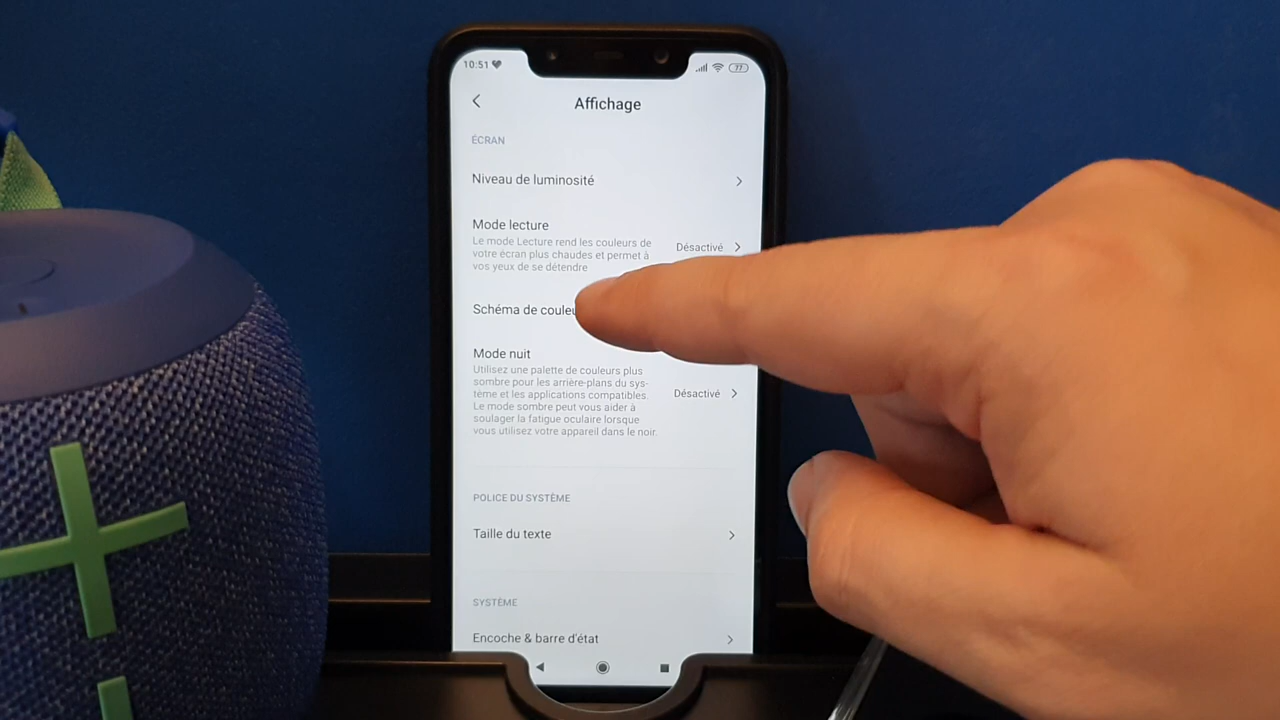 10:51
77
Affichage
ÉCRAN
Niveau de luminosité
Mode lecture
Le mode Lecture rend les couleurs de
votre écran plus chaudes et permet à
vos yeux de se détendre
Désactivé
Schéma de
Mode nuit
Utilisez une palette de couleurs plus
sombre pour les arrière-plans du sys-
tème et les applications compatibles.
Le mode sombre peut vous aider à
soulager la fatigue oculaire lorsque
vous utilisez votre appareil dans le noir.
Désactivé
POLICE DU SYSTÈME
Taille du texte
SYSTÈME
Encoche & barre d'état